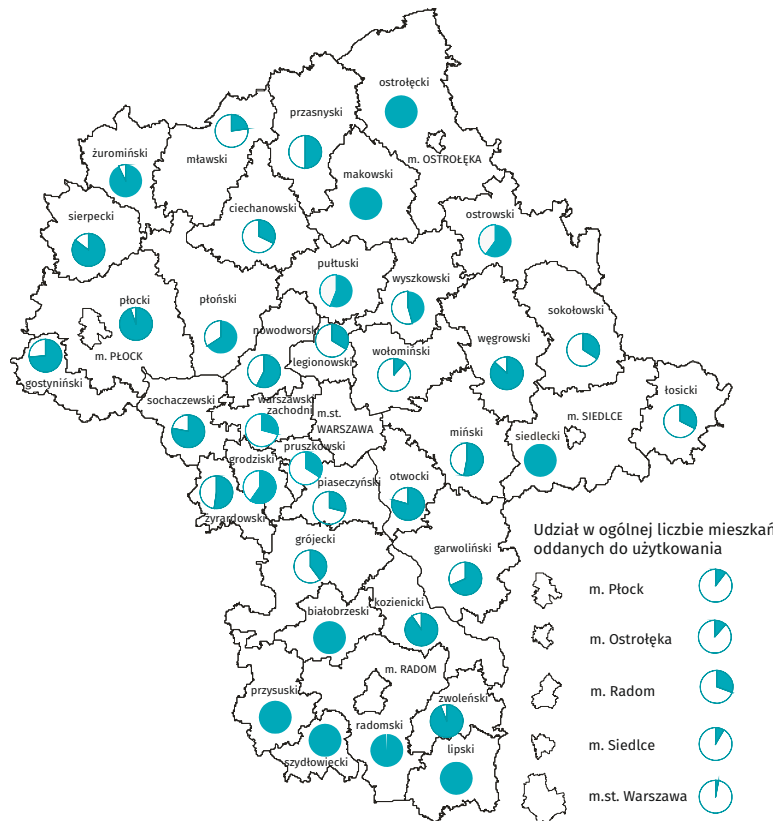 ostrołęcki
przasnyski
m. OSTROŁĘKA
żuromiński
mławski
makowski
sierpecki
ciechanowski
ostrowski
pułtuski
wyszkowski
płocki
płoński
sokołowski
nowodworski
węgrowski
m. PŁOCK
legionowski
wołomiński
gostyniński
sochaczewski
warszawski
zachodni
m.st.
WARSZAWA
m. SIEDLCE
łosicki
miński
siedlecki
pruszkowski
grodziski
piaseczyński
otwocki
żyrardowski
grójecki
garwoliński
białobrzeski
kozienicki
m. RADOM
przysuski
zwoleński
radomski
szydłowiecki
lipski
Udział w ogólnej liczbie mieszkań
oddanych do użytkowania
m. Płock
m. Ostrołęka
m. Radom
m. Siedlce
m.st. Warszawa